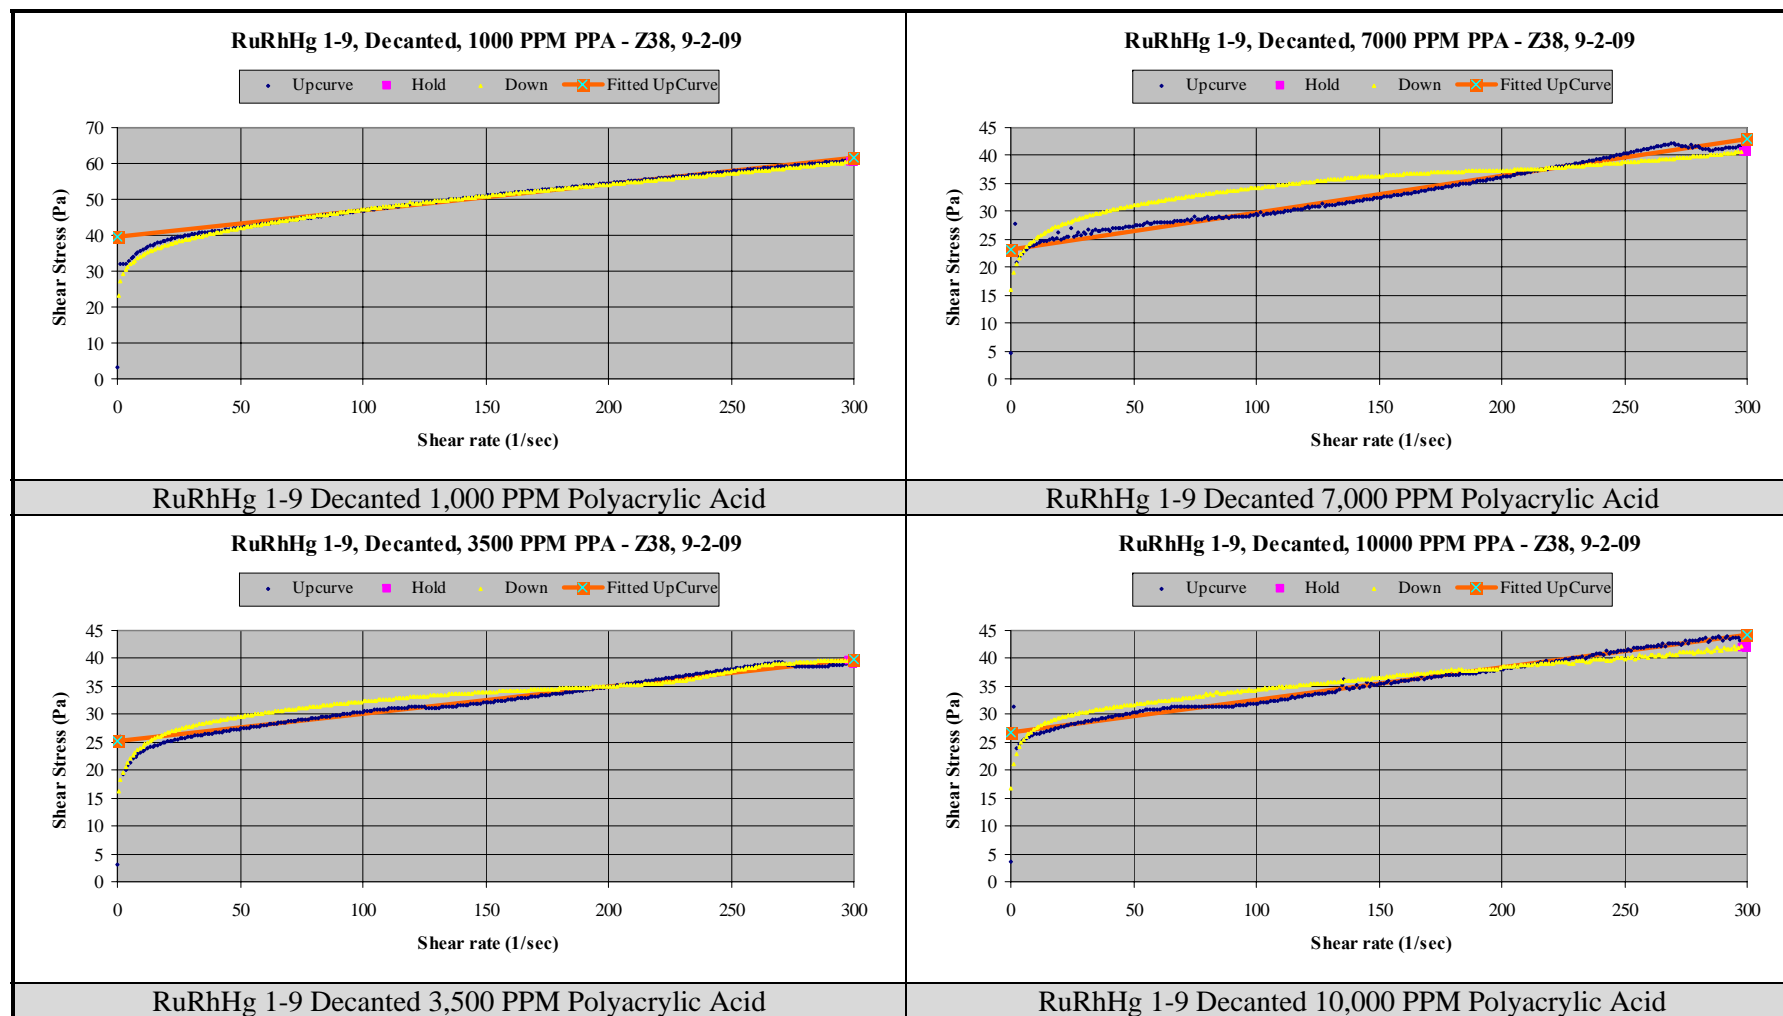 RuRhHg 1-9, Decanted, 1000 PPM PPA - Z38, 9-2-09
Upcurve Hold Down Fitted UpCurve
70
60
50
40
30
20
10
0
Shear Stress (Pa)
0 50 100 150 200 250 300
Shear rate (1/sec)
RuRhHg 1-9 Decanted 1,000 PPM Polyacrylic Acid
RuRhHg 1-9, Decanted, 7000 PPM PPA - Z38, 9-2-09
Upcurve Hold Down Fitted UpCurve
45
40
35
30
25
20
15
10
5
0
Shear Stress (Pa)
0 50 100 150 200 250 300
Shear rate (1/sec)
RuRhHg 1-9 Decanted 7,000 PPM Polyacrylic Acid
RuRhHg 1-9, Decanted, 3500 PPM PPA - Z38, 9-2-09
Upcurve Hold Down Fitted UpCurve
45
40
35
30
25
20
15
10
5
0
Shear Stress (Pa)
0 50 100 150 200 250 300
Shear rate (1/sec)
RuRhHg 1-9 Decanted 3,500 PPM Polyacrylic Acid
RuRhHg 1-9, Decanted, 10000 PPM PPA - Z38, 9-2-09
Upcurve Hold Down Fitted UpCurve
45
40
35
30
25
20
15
10
5
0
Shear Stress (Pa)
0 50 100 150 200 250 300
Shear rate (1/sec)
RuRhHg 1-9 Decanted 10,000 PPM Polyacrylic Acid